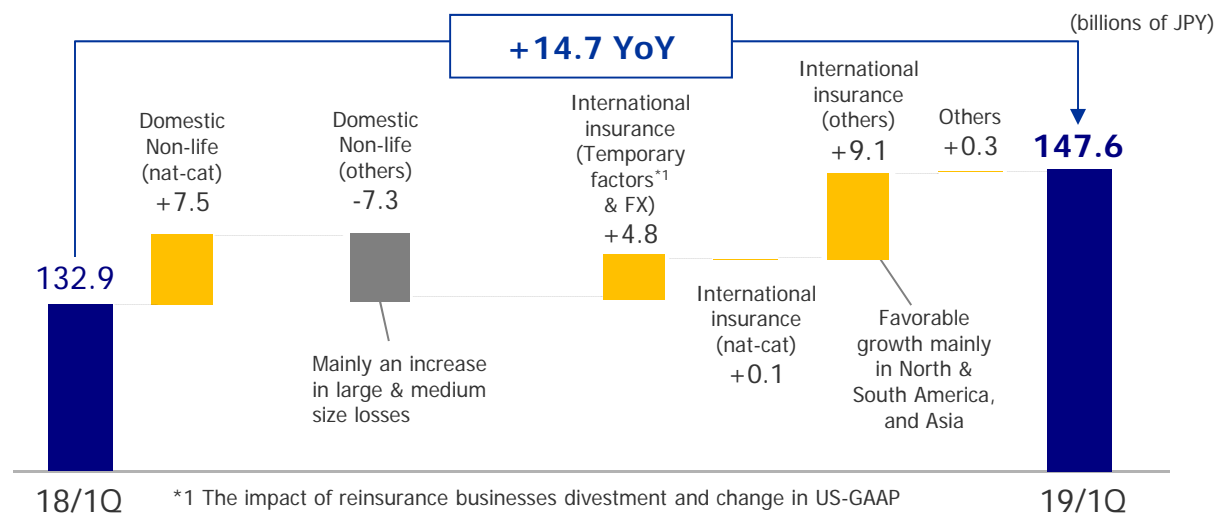 (billions of JPY)
+14.7 YoY
132.9
Domestic
Non-life
(nat-cat)
+7.5
Domestic
Non-life
(others)
-7.3
Mainly an increase
in large & medium
size losses
International
insurance
(Temporary
factors*1
& FX)
+4.8
International
insurance
(nat-cat)
+0.1
International
insurance
(others)
+9.1
Favorable
growth mainly
in North &
South America,
and Asia
Others
+0.3
147.6
18/1Q
*1 The impact of reinsurance businesses divestment and change in US-GAAP
19/1Q